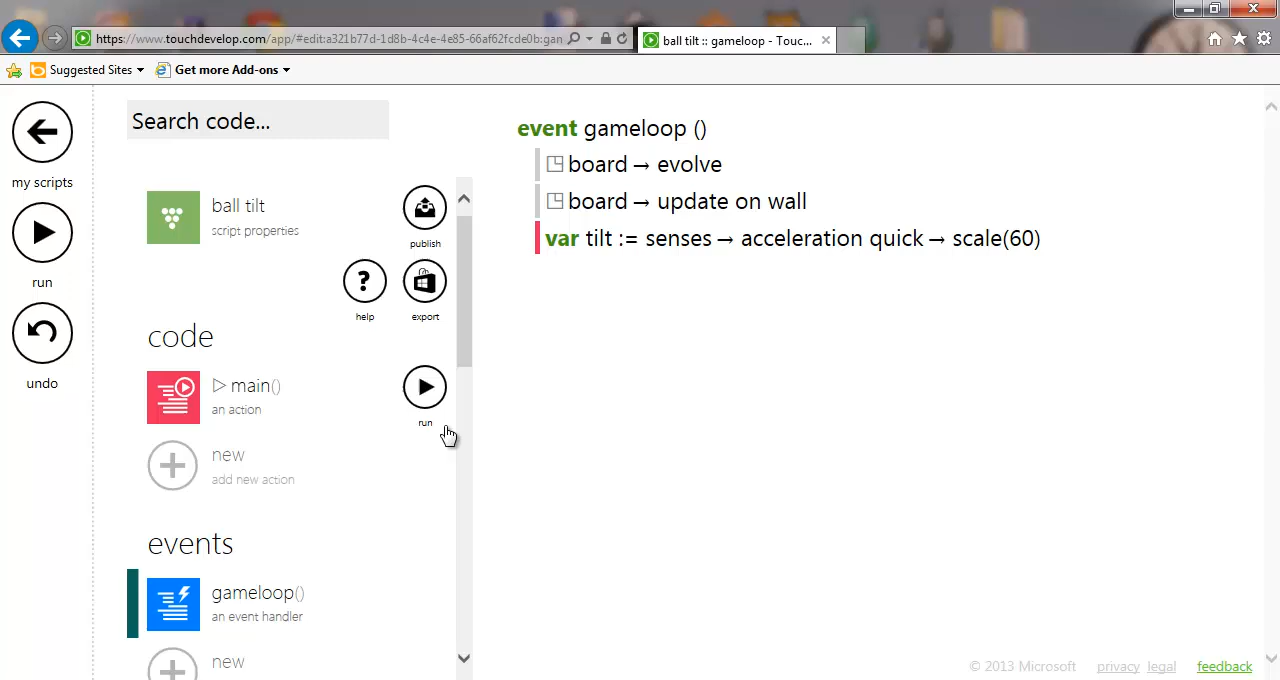 https://www.touchdevelop.com/app/#edit:a321b77d-1d8b-4c4e-4e85-66af62fcde0b:gan
ball tilt :: gameloop - Touc...
Suggested Sites
Get more Add-ons
my scripts
run
undo
Search code...
ball tilt
script properties
publish
help
export
code
main()
an action
run
new
add new action
events
gameloop()
an event handler
new
event gameloop ()
board → evolve
board → update on wall
var tilt := senses → acceleration quick → scale(60)
© 2013 Microsoft privacy legal feedback